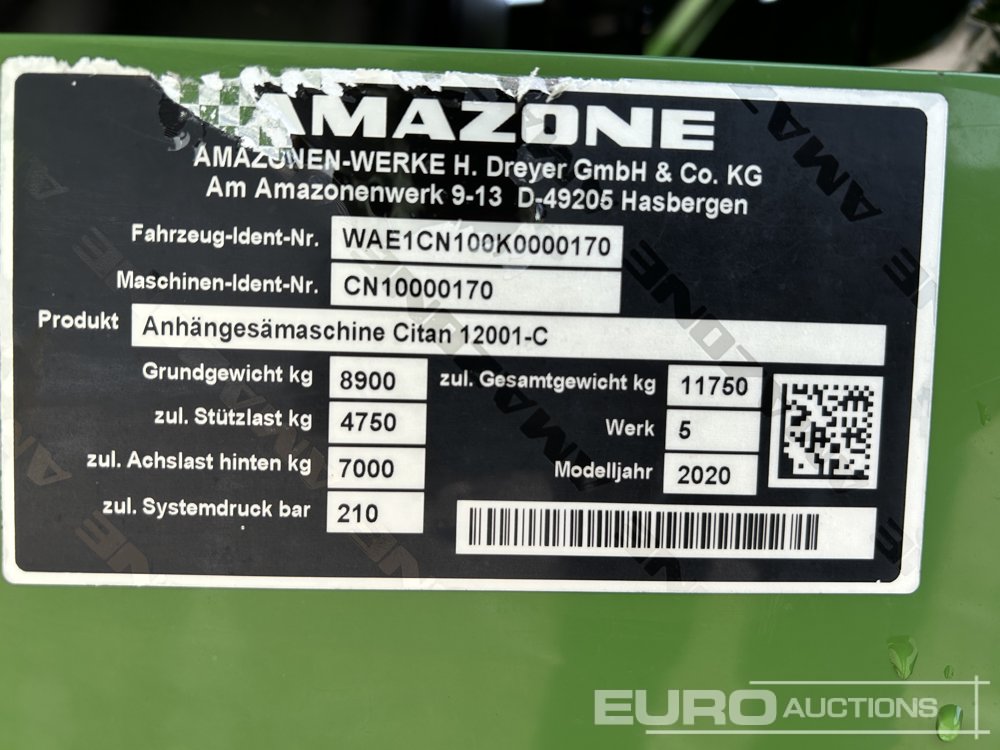 AMAZONE
AMAZONEN-WERKE H. Dreyer GmbH & Co. KG
Am Amazonenwerk 9-13 D-49205 Hasbergen
Fahrzeug-Ident-Nr. WAE1CN100K0000170
Maschinen-Ident-Nr. CN10000170
Produkt Anhängesämaschine Citan 12001-C
Grundgewicht kg 8900 zul. Gesamtgewicht kg 11750
zul. Stützlast kg 4750 Werk 5
zul. Achslast hinten kg 7000 Modelljahr 2020
zul. Systemdruck bar 210
EURO AUCTIONS